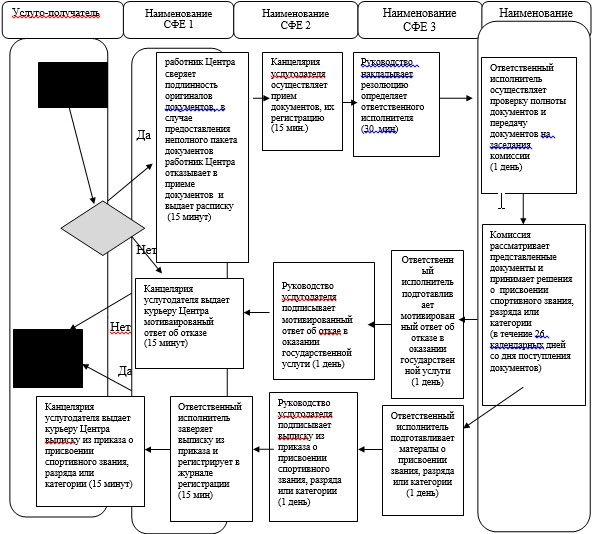 Услуго-получатель
Наименование
СФЕ 1
Наименование
СФЕ 2
Наименование
СФЕ 3
Наименование
работник Центра
сверяет
подлинность
оригиналов
документов, в
случае
предоставления
неполного пакета
документов
работник Центра
отказывает в
приеме
документов и
выдает расписку
(15 минут)
Канцелярия
услугодателя
осуществляет
прием
документов, их
регистрацию
(15 мин.)
Руководство
накладывает
резолюцию
определяет
ответственного
исполнителя
(30 мин)
Ответственный
исполнитель
осуществляет
проверку полноты
документов и
передачу
документов на
заседания
комиссии
(1 день)
Да
Нет
Канцелярия
услугодателя выдает
курьеру Центра
мотиваированый
ответ об отказе
(15 минут)
Руководство
услугодателя
подписывает
мотивированный
ответ об откае в
оказании
государственной
услуги (1 день)
Ответственн
ый
исполнитель
подготавлив
ает
мотивирован
ный ответ об
отказе в
оказании
государствен
ной услуги
(1 день)
Комиссия
рассматривает
представленные
документы и
принимает решения
о присвоении
спортивного звания,
разряда или
категории
(в течение 26
календарных дней
со дня поступления
документов)
Нет
Да
Канцелярия
услугодателя выдает
курьеру Центра
выписку из приказа о
присвоении
спортивного звания,
разряда или
категории (15 минут)
Ответственный
исполнитель
заверяет
выписку из
приказа и
регистрирует в
журнале
регистрации
(15 мин)
Руководство
услугодателя
подписывает
выписку из
приказа о
присвоении
спортивного
звания, разряда
или категории
(1 день)
Ответственный
исполнитель
подготавливает
матералы о
присвоении
звания, разряда
или категории
(1 день)